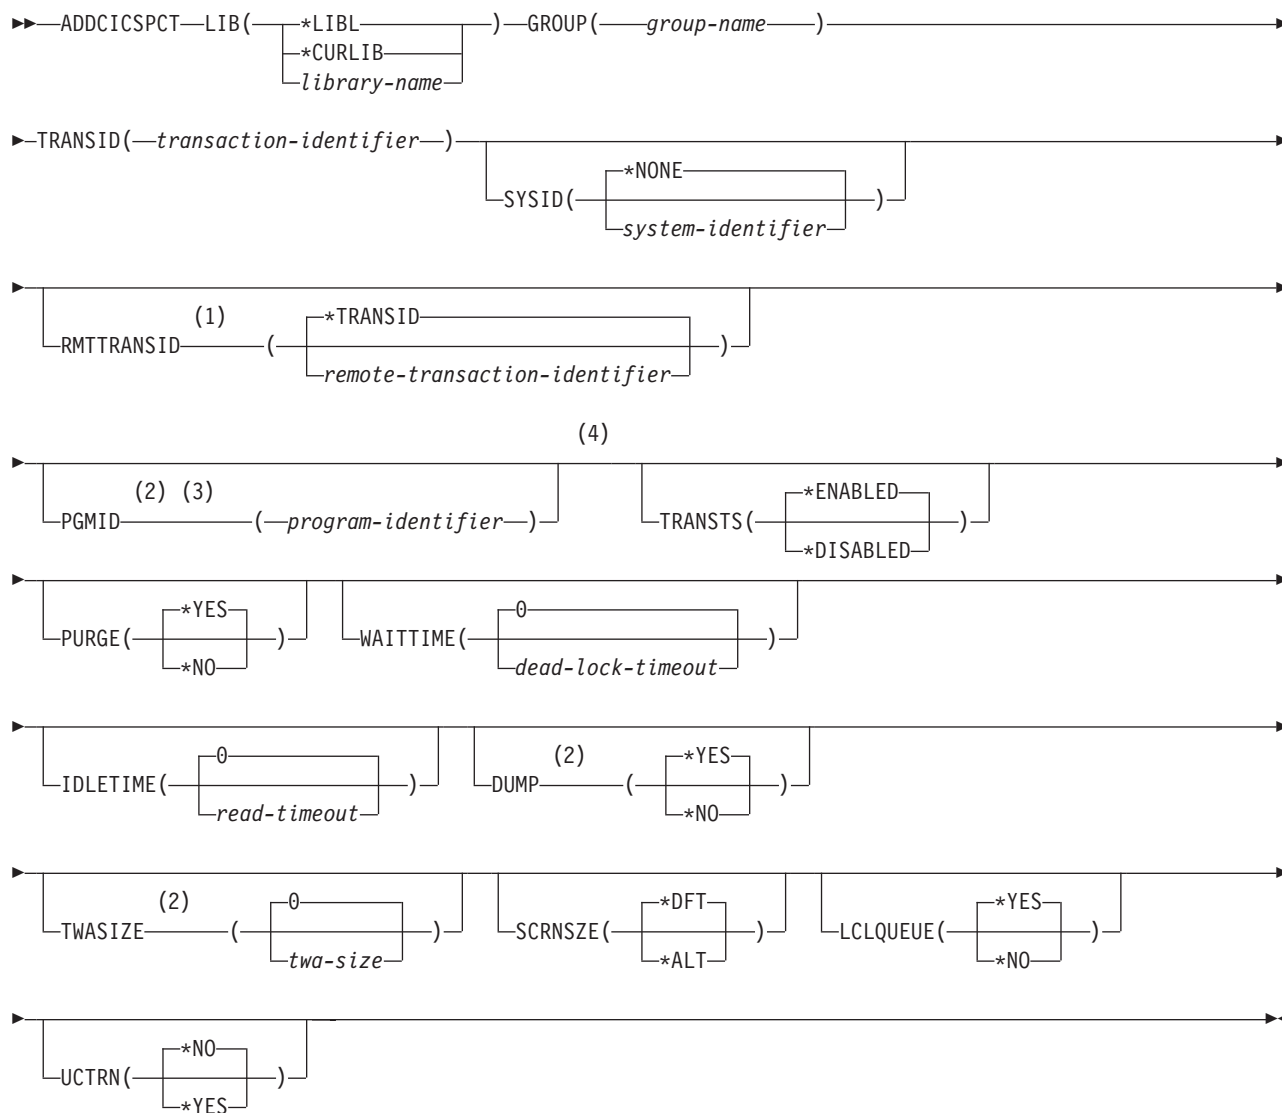 ADDCICSPCT LIB( *LIBL ) GROUP( group-name )
*CURLIB
library-name
TRANSID( transaction-identifier )
*NONE
SYSID( )
system-identifier
(1) *TRANSID
RMTTRANSID ( )
remote-transaction-identifier
(4)
(2) (3) *ENABLED
PGMID ( program-identifier ) TRANSTS( )
*DISABLED
*YES 0
PURGE( ) WAITTIME( )
*NO dead-lock-timeout
0 (2) *YES
IDLETIME( ) DUMP ( )
read-timeout *NO
(2) 0 *DFT *YES
TWASIZE ( ) SCRNSZE( ) LCLQUEUE( )
twa-size *ALT *NO
*NO
UCTRN( )
*YES